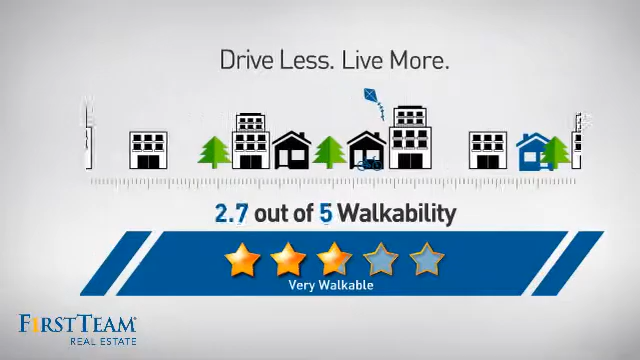 Drive Less. Live More.
2.7 out of 5 Walkability
Very Walkable
FIRSTTEAM®
REAL ESTATE